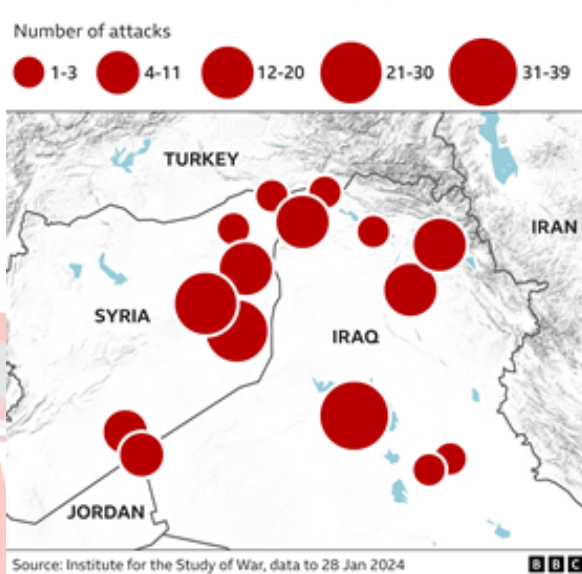 Number of attacks
1-3 4-11 12-20 21-30 31-39
TURKEY
IRAN
SYRIA
IRAQ
JORDAN
Source: Institute for the Study of War, data to 28 Jan 2024
BBC